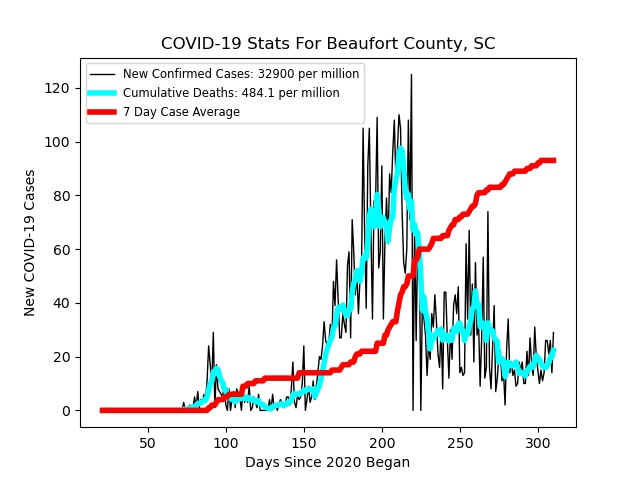 COVID-19 Stats For Beaufort County, SC
New Confirmed Cases: 32900 per million
Cumulative Deaths: 484.1 per million
7 Day Case Average
New COVID-19 Cases
120
100
80
60
40
20
0
50 100 150 200 250 300
Days Since 2020 Began